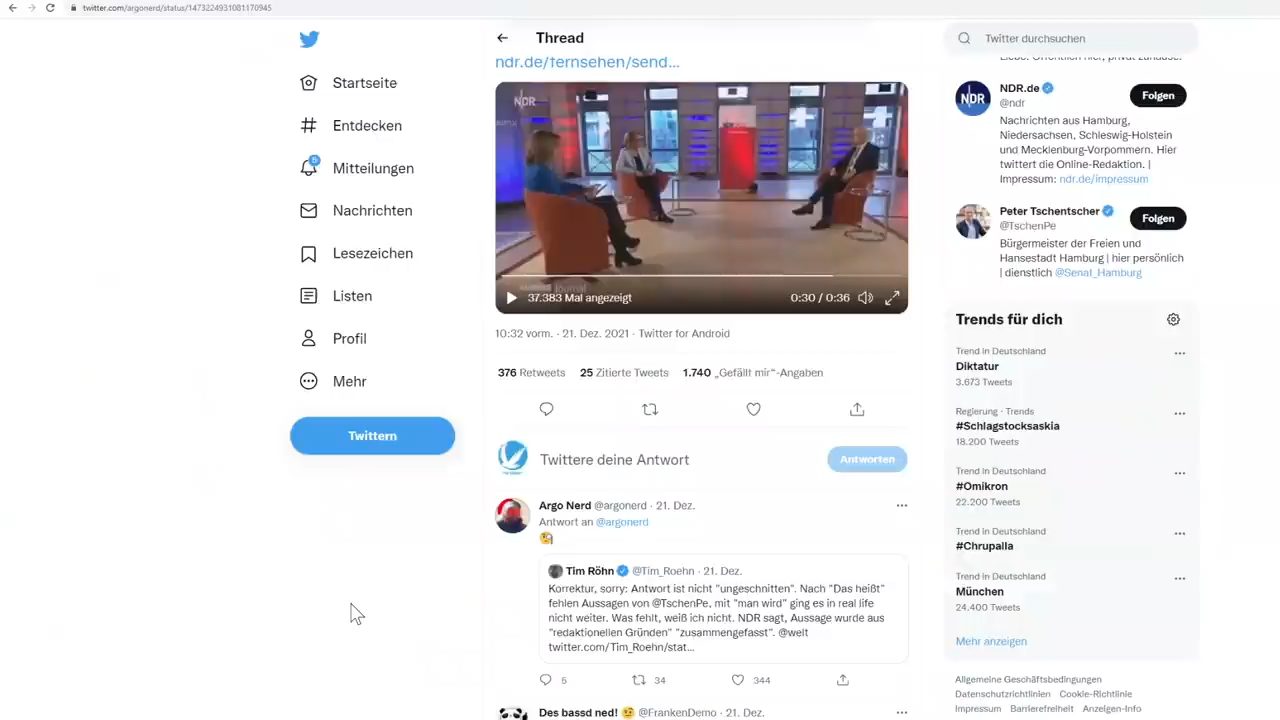 twitter.com/argonerd/status/1473224931081170945
Startseite
Entdecken
5
Mitteilungen
Nachrichten
Lesezeichen
Listen
Profil
Mehr
Twittern
Thread
ndr.de/fernsehen/send...
NDR
Journal
37.383 Mal angezeigt
0:30 / 0:36
10:32 vorm. · 21. Dez. 2021 · Twitter for Android
376 Retweets 25 Zitierte Tweets 1.740 „Gefällt mir“-Angaben
Twittere deine Antwort
Antworten
Argo Nerd @argonerd · 21. Dez.
Antwort an @argonerd
🧐
Tim Röhn @Tim_Roehn · 21. Dez.
Korrektur, sorry: Antwort ist nicht "ungeschnitten". Nach "Das heißt"
fehlen Aussagen von @TschenPe, mit "man wird" ging es in real life
nicht weiter. Was fehlt, weiß ich nicht. NDR sagt, Aussage wurde aus
"redaktionellen Gründen" "zusammengefasst". @welt
twitter.com/Tim_Roehn/stat...
5 34 344
Des bassd ned! 🤨 @FrankenDemo · 21. Dez.
Twitter durchsuchen
Liebe. Öffentlich hier, privat zuhause.
NDR
NDR.de
@ndr
Folgen
Nachrichten aus Hamburg,
Niedersachsen, Schleswig-Holstein
und Mecklenburg-Vorpommern. Hier
twittert die Online-Redaktion. |
Impressum: ndr.de/impressum
Peter Tschentscher
@TschenPe
Folgen
Bürgermeister der Freien und
Hansestadt Hamburg | hier persönlich
| dienstlich @Senat_Hamburg
Trends für dich
Trend in Deutschland
Diktatur
3.673 Tweets
Regierung · Trends
#Schlagstocksaskia
18.200 Tweets
Trend in Deutschland
#Omikron
22.200 Tweets
Trend in Deutschland
#Chrupalla
Trend in Deutschland
München
24.400 Tweets
Mehr anzeigen
Allgemeine Geschäftsbedingungen
Datenschutzrichtlinien Cookie-Richtlinie
Impressum Barrierefreiheit Anzeigen-Info